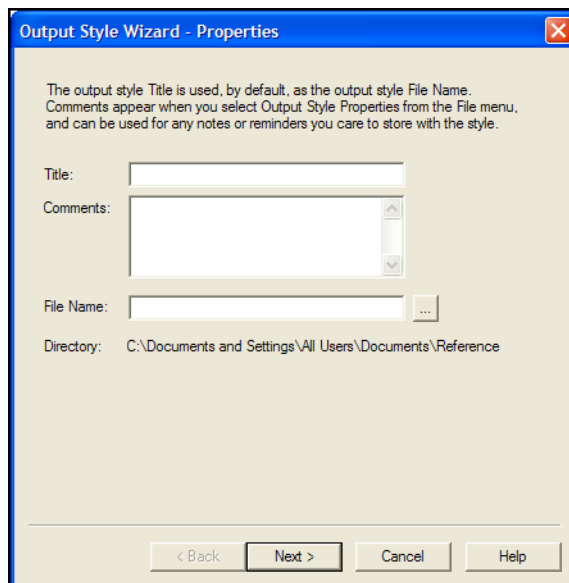 Output Style Wizard - Properties
The output style Title is used, by default, as the output style File Name.
Comments appear when you select Output Style Properties from the File menu,
and can be used for any notes or reminders you care to store with the style.
Title:
Comments:
File Name:
...
Directory: C:\Documents and Settings\All Users\Documents\Reference
< Back Next > Cancel Help